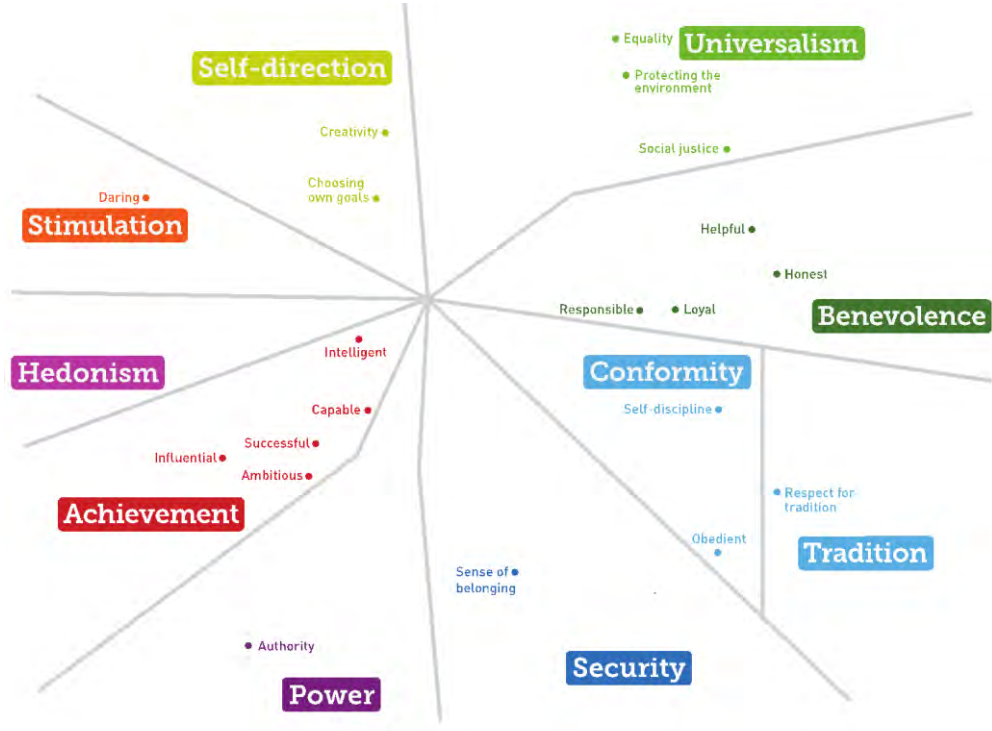 Equality
Universalism
Self-direction
Protecting the
environment
Creativity
Social justice
Choosing
own goals
Daring
Stimulation
Helpful
Honest
Responsible
Loyal
Benevolence
Intelligent
Hedonism
Conformity
Capable
Self-discipline
Successful
Influential
Ambitious
Achievement
Respect for
tradition
Obedient
Tradition
Sense of
belonging
Authority
Security
Power